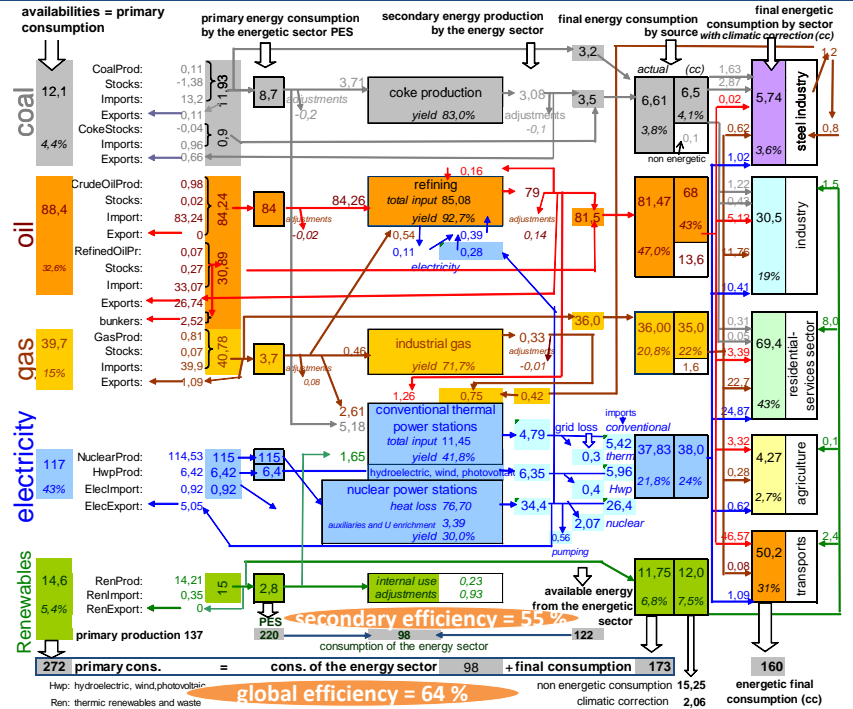 availabilities = primary consumption
primary energy consumption by the energetic sector PES
secondary energy production by the energy sector
final energy consumption by source
final energetic consumption by sector
with climatic correction (cc)
coal
12,1
4,4%
CoalProd: 0,11
Stocks: -1,38
Imports: 13,2
Exports: 0,11
CokeStocks: -0,04
Imports: 0,96
Exports: 0,66
11,93
0,9
8,7
adjustments
-0,2
3,71
coke production
yield 83,0%
3,08
adjustments
-0,1
3,2
3,5
actual (cc)
6,61
3,8%
6,5
4,1%
0,1
non energetic
1,63
2,87
0,02
0,62
1,02
5,74
3,6%
steel industry
1,2
0,8
oil
88,4
32,6%
CrudeOilProd: 0,98
Stocks: 0,02
Import: 83,24
Export: 0
RefinedOilPr: 0,07
Stocks: 0,27
Import: 33,07
Exports: 26,74
bunkers: 2,52
84,24
30,89
84
adjustments
-0,02
84,26
refining
total input 85,08
yield 92,7%
0,16
79
adjustments
0,14
0,54
0,11
0,39
0,28
electricity
81,5
81,47
47,0%
68
43%
13,6
1,22
5,13
11,76
10,41
30,5
19%
industry
1,5
gas
39,7
15%
GasProd: 0,81
Stocks: 0,07
Imports: 39,9
Exports: 1,09
40,78
3,7
adjustments
0,08
0,46
industrial gas
yield 71,7%
0,33
adjustments
-0,01
36,0
36,00
20,8%
35,0
22%
1,6
0,31
0,05
13,39
22,7
24,87
69,4
43%
residential-services sector
8,0
1,26
0,75
0,42
2,61
5,18
1,65
electricity
117
43%
NuclearProd: 114,53
HwpProd: 6,42
ElecImport: 0,92
ElecExport: 5,05
115
6,42
0,92
115
6,4
conventional thermal power stations
total input 11,45
yield 41,8%
hydroelectric, wind, photovoltaic
nuclear power stations
heat loss 76,70
auxiliaries and U enrichment 3,39
yield 30,0%
4,79
6,35
34,4
grid loss
0,3
0,4
2,07
0,56
pumping
imports
conventional
5,42
therm
5,96
Hwp
26,4
nuclear
37,83
21,8%
38,0
24%
3,32
0,28
0,62
4,27
2,7%
agriculture
0,1
46,57
0,08
1,09
50,2
31%
transports
2,4
Renewables
14,6
5,4%
RenProd: 14,21
RenImport: 0,35
RenExport: 0
15
2,8
internal use 0,23
adjustments 0,93
available energy from the energetic sector
11,75
6,8%
12,0
7,5%
primary production 137
PES
220
secondary efficiency = 55 %
98
122
consumption of the energy sector
272 primary cons. = cons. of the energy sector 98 + final consumption 173
160
energetic final consumption (cc)
Hwp: hydroelectric, wind,photovoltaic
Ren: thermic renewables and waste
global efficiency = 64 %
non energetic consumption 15,25
climatic correction 2,06